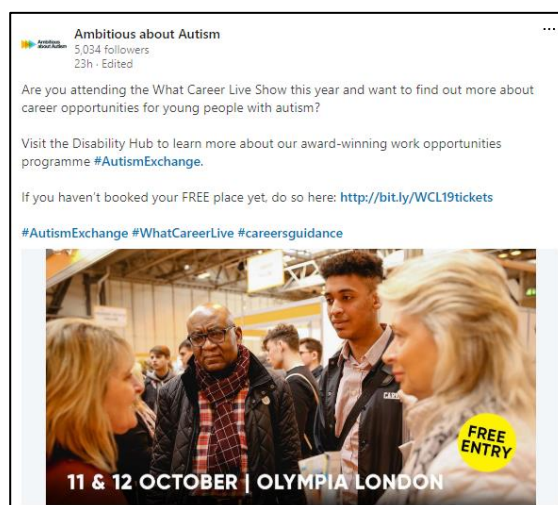 Ambitious
about Autism
Ambitious about Autism
...
5,034 followers
23h · Edited
Are you attending the What Career Live Show this year and want to find out more about
career opportunities for young people with autism?
Visit the Disability Hub to learn more about our award-winning work opportunities
programme #AutismExchange.
If you haven't booked your FREE place yet, do so here: http://bit.ly/WCL19tickets
#AutismExchange #WhatCareerLive #careersguidance
FREE
ENTRY
11 & 12 OCTOBER | OLYMPIA LONDON